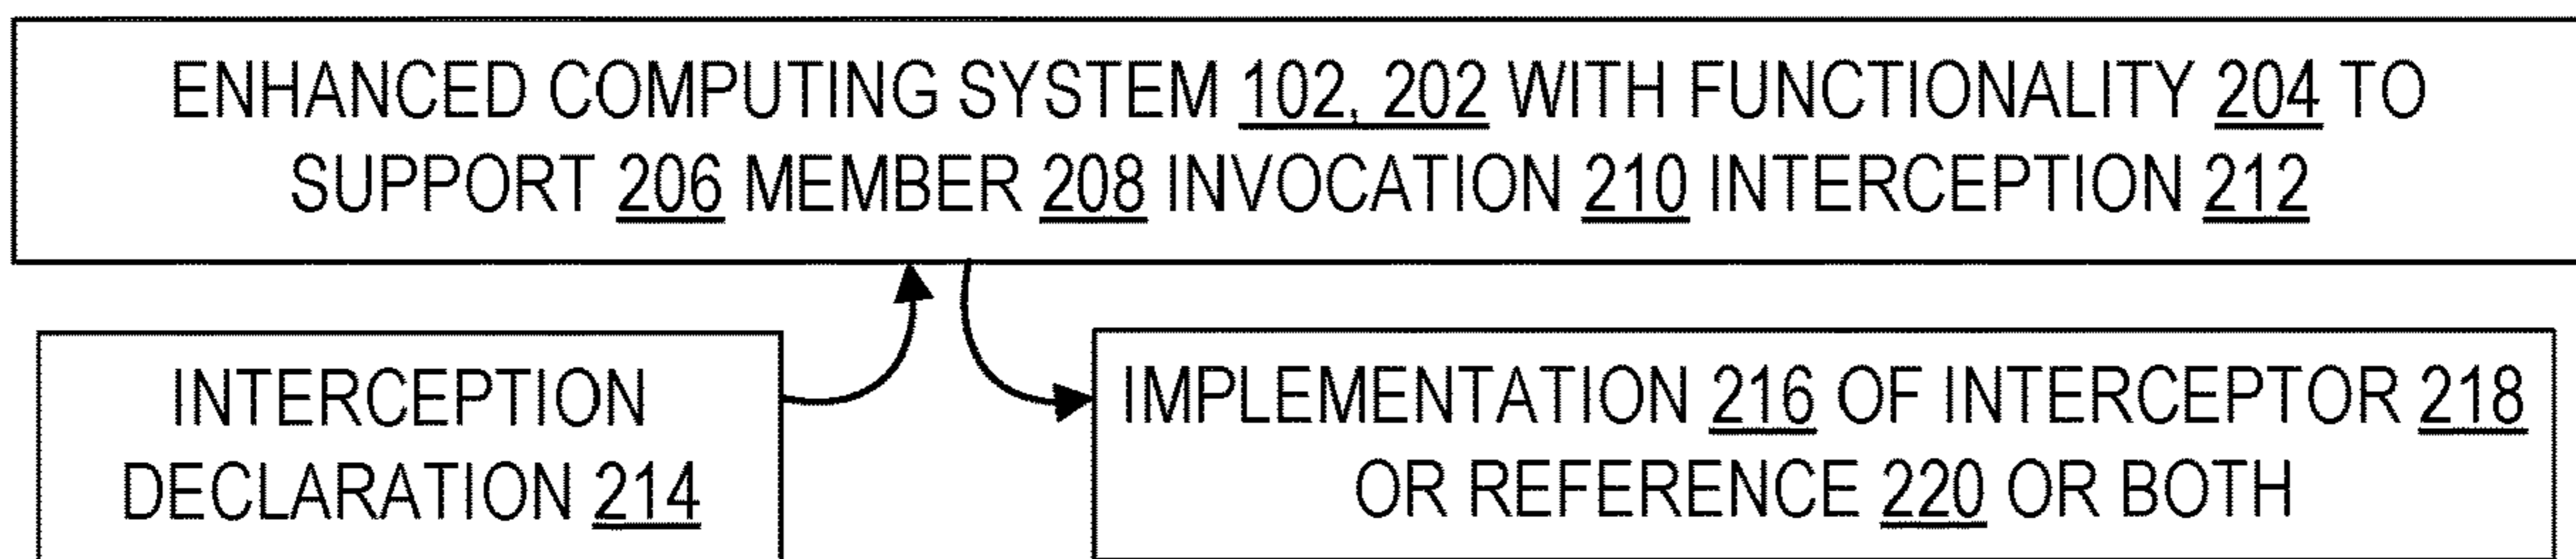 ENHANCED COMPUTING SYSTEM 102, 202 WITH FUNCTIONALITY 204 TO
SUPPORT 206 MEMBER 208 INVOCATION 210 INTERCEPTION 212
INTERCEPTION
DECLARATION 214
IMPLEMENTATION 216 OF INTERCEPTOR 218
OR REFERENCE 220 OR BOTH